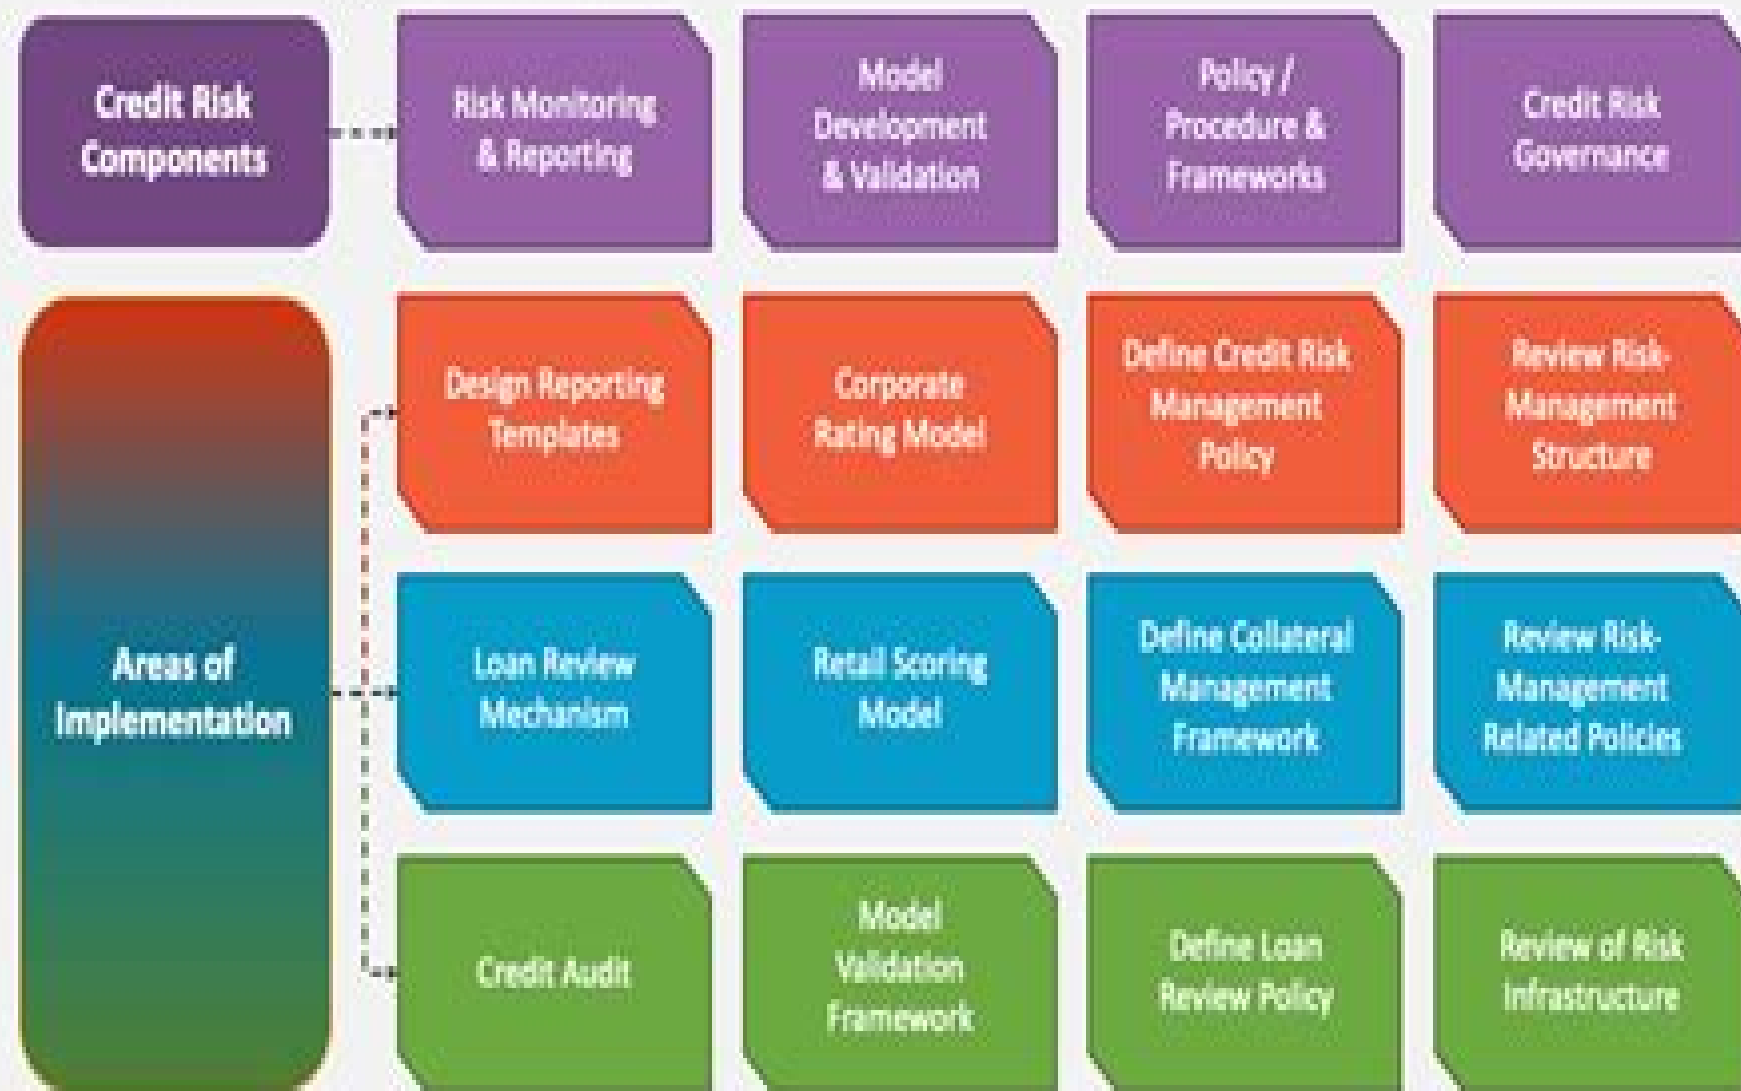 Credit Risk
Components
Risk Monitoring
& Reporting
Model
Development
& Validation
Policy /
Procedure &
Frameworks
Credit Risk
Governance
Areas of
Implementation
Design Reporting
Templates
Corporate
Rating Model
Define Credit Risk
Management
Policy
Review Risk-
Management
Structure
Loan Review
Mechanism
Retail Scoring
Model
Define Collateral
Management
Framework
Review Risk-
Management
Related Policies
Credit Audit
Model
Validation
Framework
Define Loan
Review Policy
Review of Risk
Infrastructure